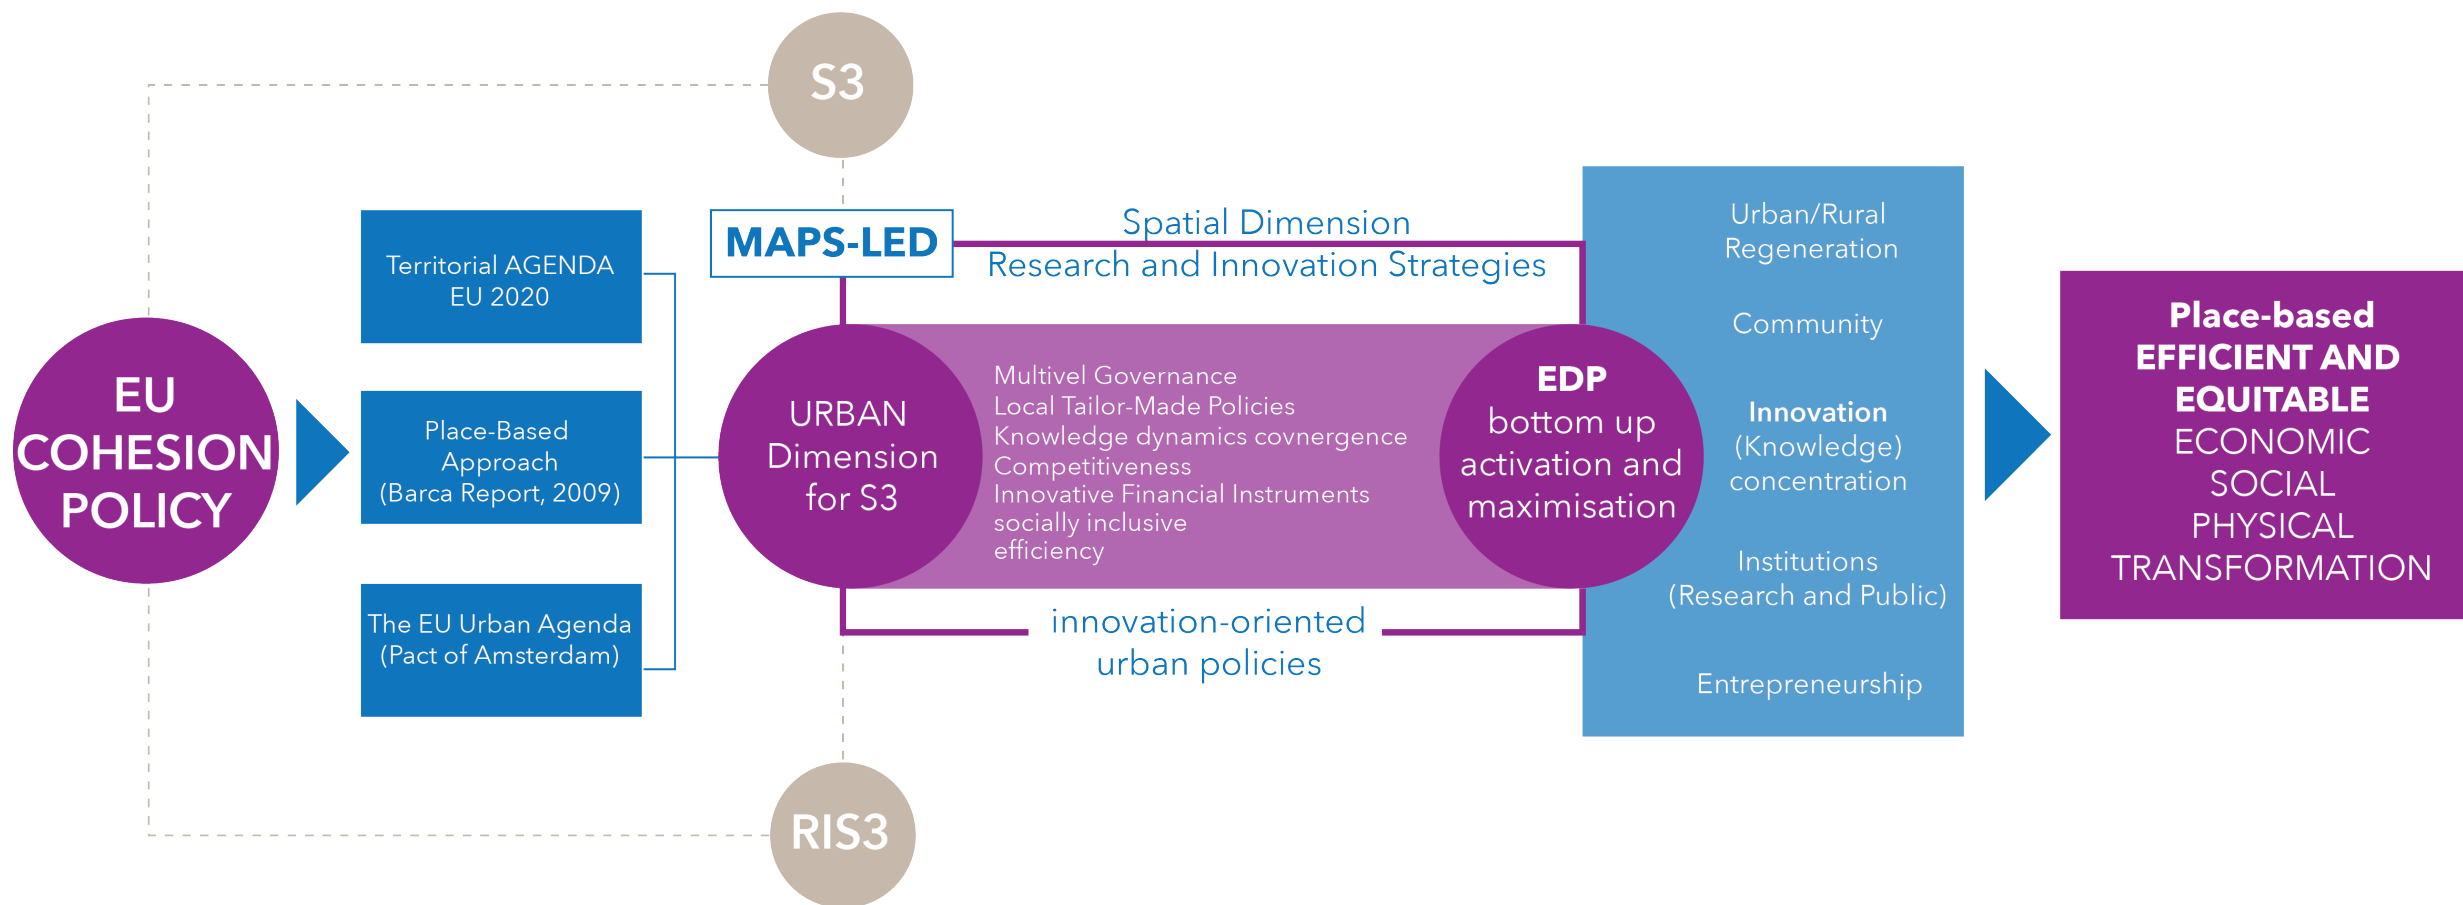 S3
EU
COHESION
POLICY
Territorial AGENDA
EU 2020
Place-Based
Approach
(Barca Report, 2009)
The EU Urban Agenda
(Pact of Amsterdam)
MAPS-LED
Spatial Dimension
Research and Innovation Strategies
URBAN
Dimension
for S3
Multivel Governance
Local Tailor-Made Policies
Knowledge dynamics covnergence
Competitiveness
Innovative Financial Instruments
socially inclusive
efficiency
innovation-oriented
urban policies
RIS3
EDP
bottom up
activation and
maximisation
Urban/Rural
Regeneration
Community
Innovation
(Knowledge)
concentration
Institutions
(Research and Public)
Entrepreneurship
Place-based
EFFICIENT AND
EQUITABLE
ECONOMIC
SOCIAL
PHYSICAL
TRANSFORMATION